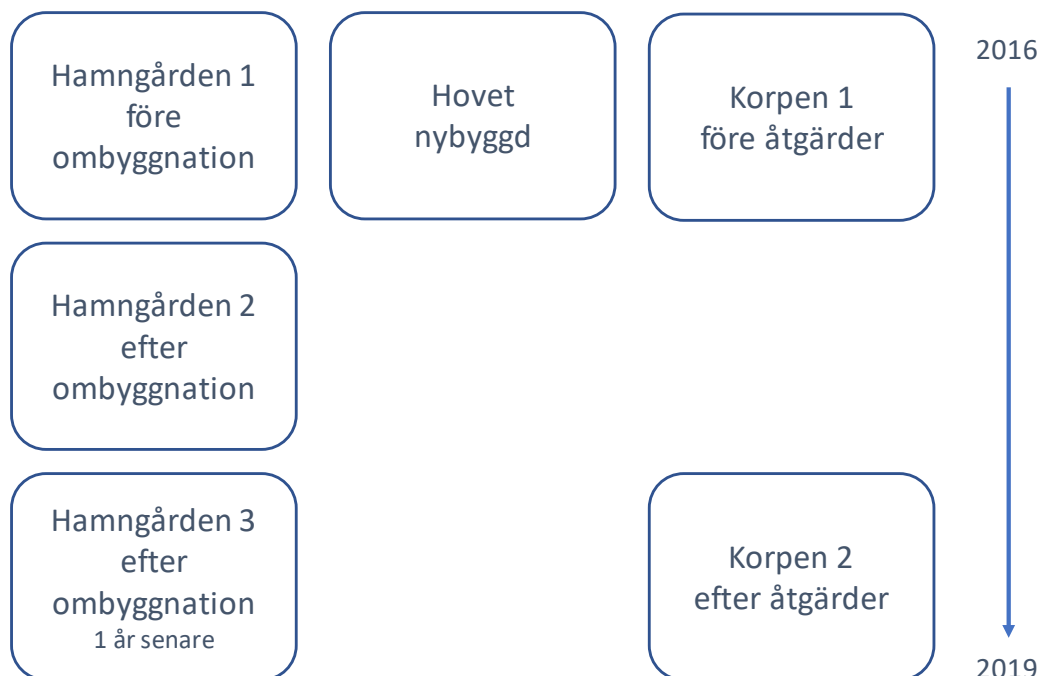 Hamngården 1
före
ombyggnation
Hovet
nybyggd
Korpen 1
före åtgärder
2016
Hamngården 2
efter
ombyggnation
Hamngården 3
efter
ombyggnation
1 år senare
Korpen 2
efter åtgärder
2019